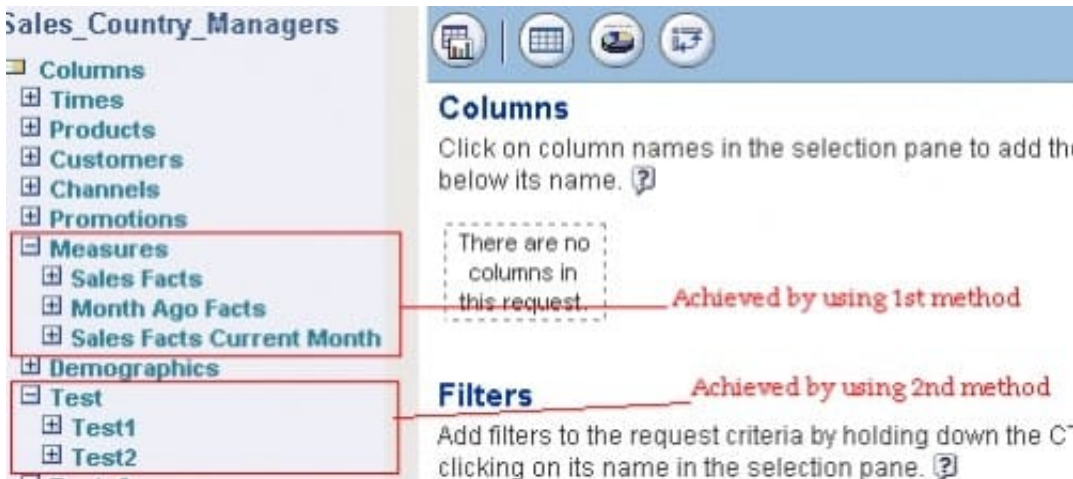 Sales_Country_Managers
Columns
Times
Products
Customers
Channels
Promotions
Measures
Sales Facts
Month Ago Facts
Sales Facts Current Month
Demographics
Test
Test1
Test2
Columns
Click on column names in the selection pane to add the
below its name.
There are no
columns in
this request.
Achieved by using 1st method
Achieved by using 2nd method
Filters
Add filters to the request criteria by holding down the CT
clicking on its name in the selection pane.